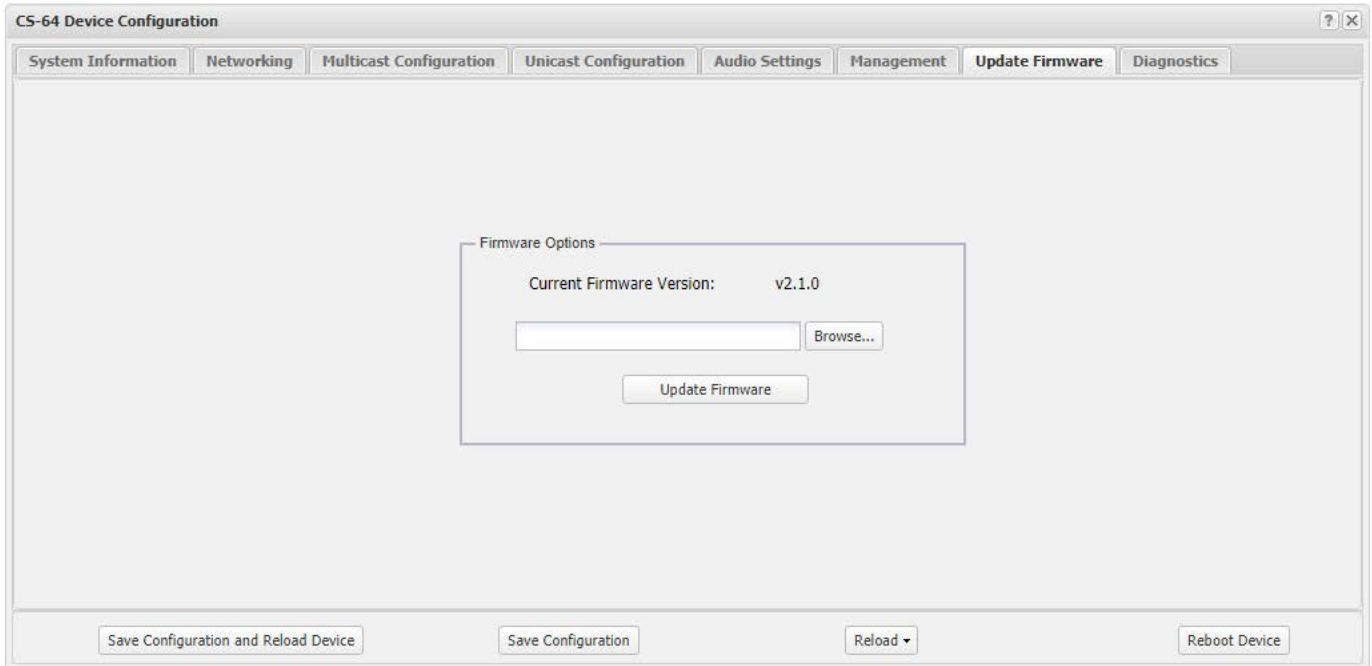 CS-64 Device Configuration ?
System Information Networking Multicast Configuration Unicast Configuration Audio Settings Management Update Firmware Diagnostics
Firmware Options
Current Firmware Version: v2.1.0
Browse...
Update Firmware
Save Configuration and Reload Device Save Configuration Reload Reboot Device